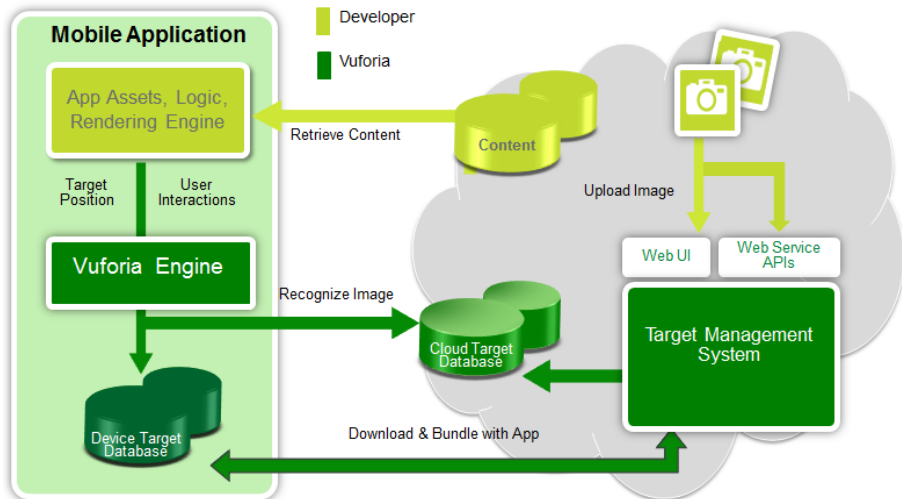 Mobile Application
Developer
Vuforia
App Assets, Logic,
Rendering Engine
Retrieve Content
Content
Target
Position
User
Interactions
Upload Image
Vuforia Engine
Web UI
Web Service
APIs
Recognize Image
Cloud Target
Database
Target Management
System
Device Target
Database
Download & Bundle with App